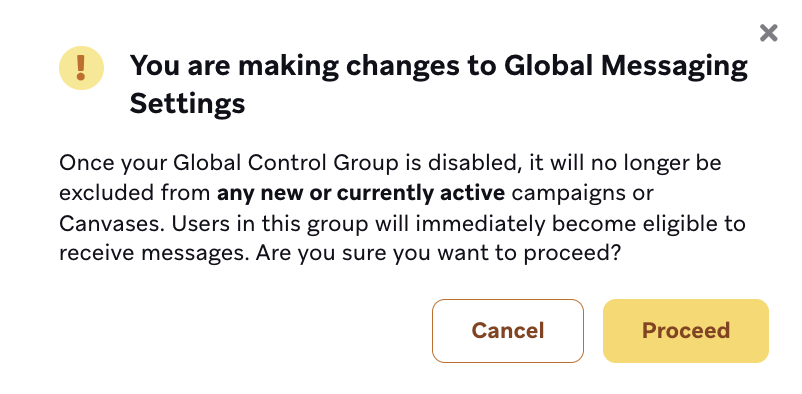 You are making changes to Global Messaging
Settings
Once your Global Control Group is disabled, it will no longer be
excluded from any new or currently active campaigns or
Canvases. Users in this group will immediately become eligible to
receive messages. Are you sure you want to proceed?
Cancel
Proceed